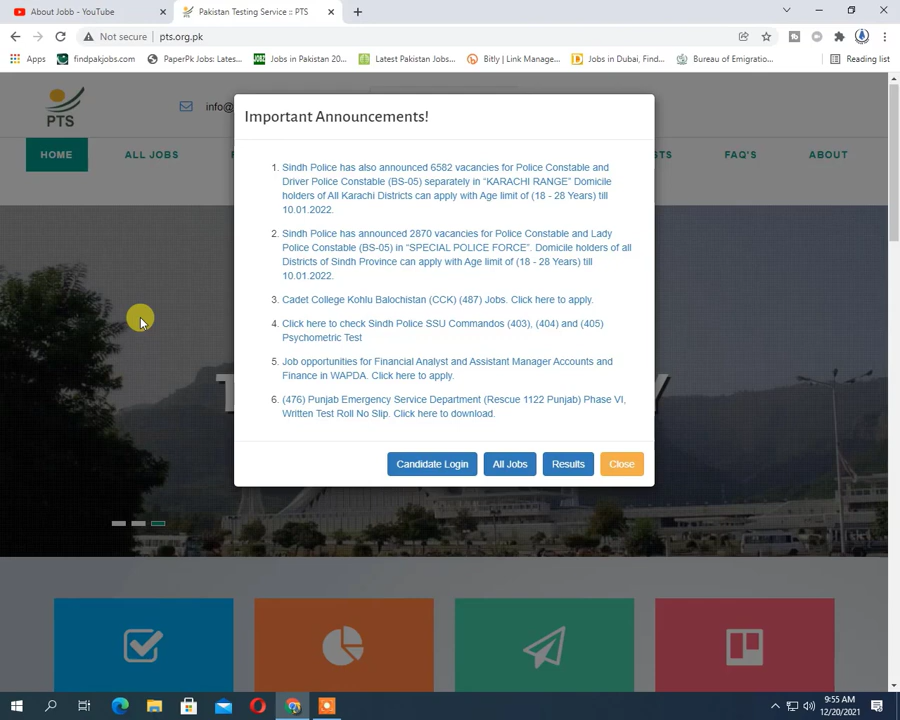 About Jobb - YouTube
Pakistan Testing Service :: PTS
Not secure | pts.org.pk
Apps
findpakjobs.com
PaperPk Jobs: Lates...
Jobs in Pakistan 20...
Latest Pakistan Jobs...
Bitly | Link Manage...
Jobs in Dubai, Find...
Bureau of Emigratio...
Reading list
PTS
info@
HOME
ALL JOBS
FAQ'S
ABOUT
Important Announcements!
1. Sindh Police has also announced 6582 vacancies for Police Constable and
Driver Police Constable (BS-05) separately in “KARACHI RANGE” Domicile
holders of All Karachi Districts can apply with Age limit of (18 - 28 Years) till
10.01.2022.
2. Sindh Police has announced 2870 vacancies for Police Constable and Lady
Police Constable (BS-05) in “SPECIAL POLICE FORCE”. Domicile holders of all
Districts of Sindh Province can apply with Age limit of (18 - 28 Years) till
10.01.2022.
3. Cadet College Kohlu Balochistan (CCK) (487) Jobs. Click here to apply.
4. Click here to check Sindh Police SSU Commandos (403), (404) and (405)
Psychometric Test
5. Job opportunities for Financial Analyst and Assistant Manager Accounts and
Finance in WAPDA. Click here to apply.
6. (476) Punjab Emergency Service Department (Rescue 1122 Punjab) Phase VI,
Written Test Roll No Slip. Click here to download.
Candidate Login
All Jobs
Results
Close
9:55 AM
12/20/2021